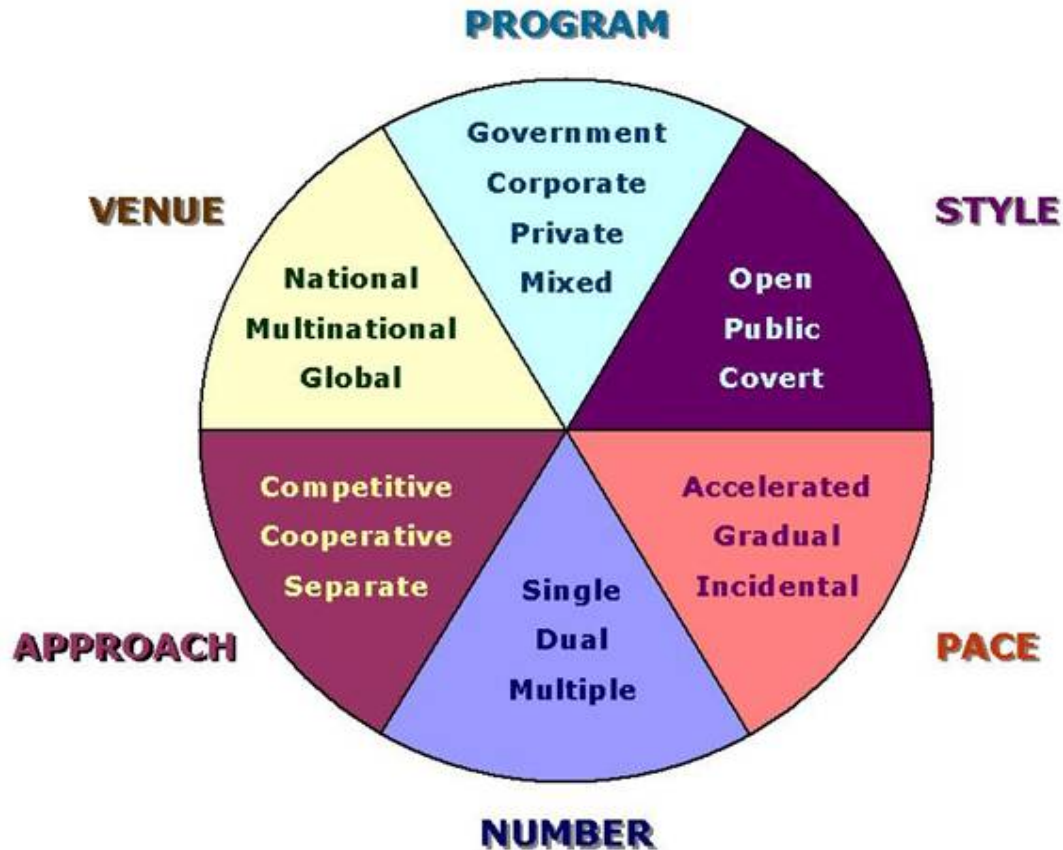 PROGRAM
Government
Corporate
Private
Mixed
STYLE
Open
Public
Covert
PACE
Accelerated
Gradual
Incidental
NUMBER
Single
Dual
Multiple
APPROACH
Competitive
Cooperative
Separate
VENUE
National
Multinational
Global